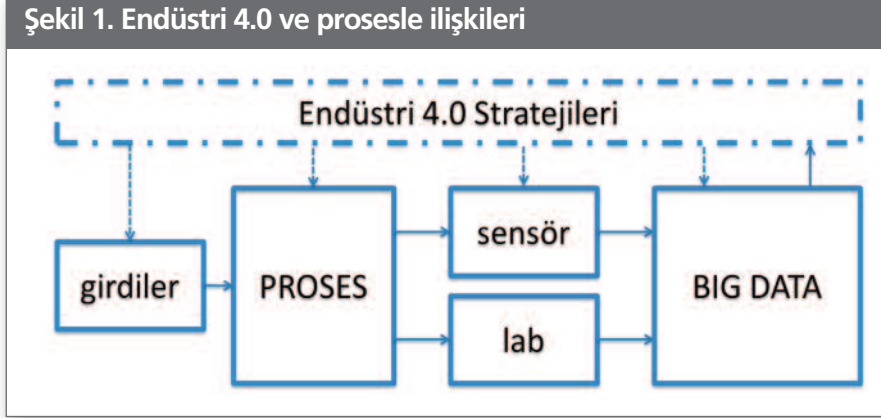 Şekil 1. Endüstri 4.0 ve prosesle ilişkileri
Endüstri 4.0 Stratejileri
girdiler
PROSES
sensör
lab
BIG DATA